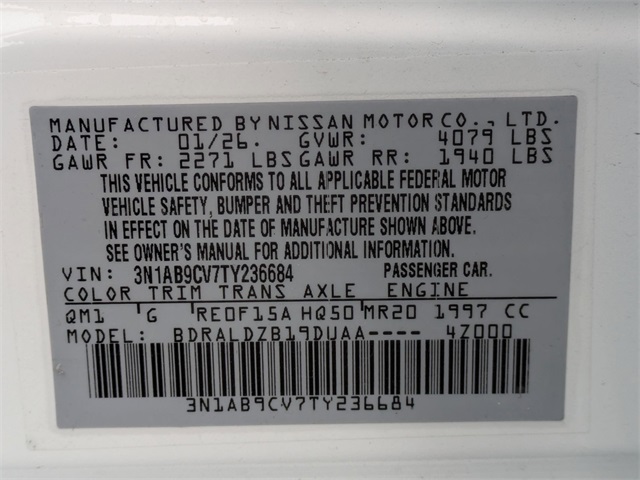 MANUFACTURED BY NISSAN MOTOR CO., LTD.
DATE: 01/26. GVWR: 4079 LBS
GAWR FR: 2271 LBS GAWR RR: 1940 LBS
THIS VEHICLE CONFORMS TO ALL APPLICABLE FEDERAL MOTOR
VEHICLE SAFETY, BUMPER AND THEFT PREVENTION STANDARDS
IN EFFECT ON THE DATE OF MANUFACTURE SHOWN ABOVE.
SEE OWNER'S MANUAL FOR ADDITIONAL INFORMATION.
VIN: 3N1AB9CV7TY236684 PASSENGER CAR.
COLOR TRIM TRANS AXLE ENGINE
QM1 G RE0F15A HQ50 MR20 1997 CC
MODEL: BDRALDZB19DUAA---- 4Z000
3N1AB9CV7TY236684